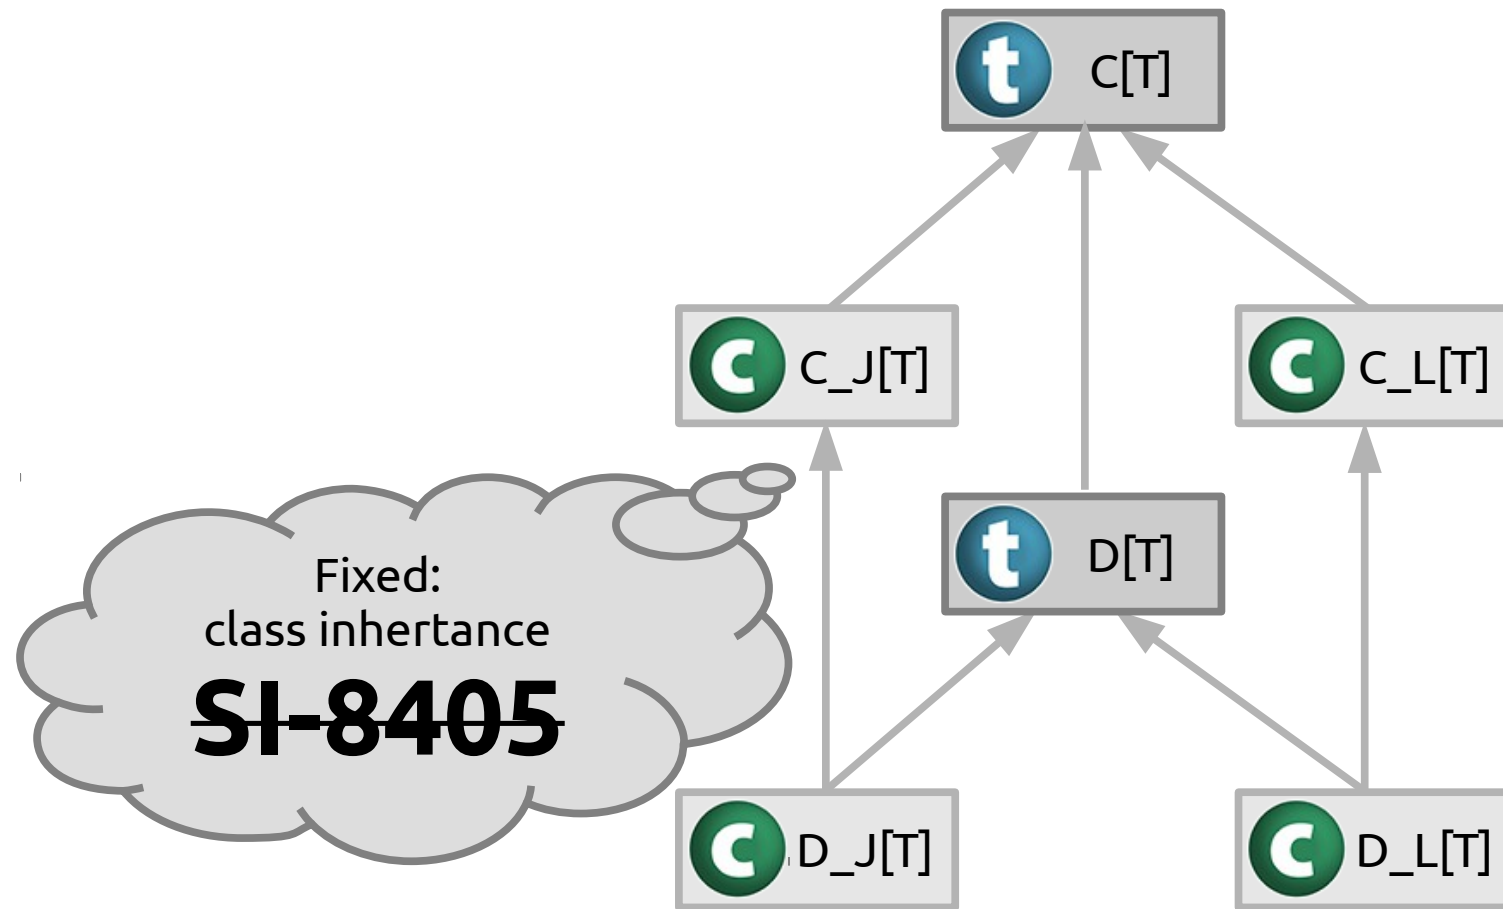 t C[T]
C C_J[T]
C C_L[T]
t D[T]
Fixed:
class inhertance
SI-8405
C D_J[T]
C D_L[T]